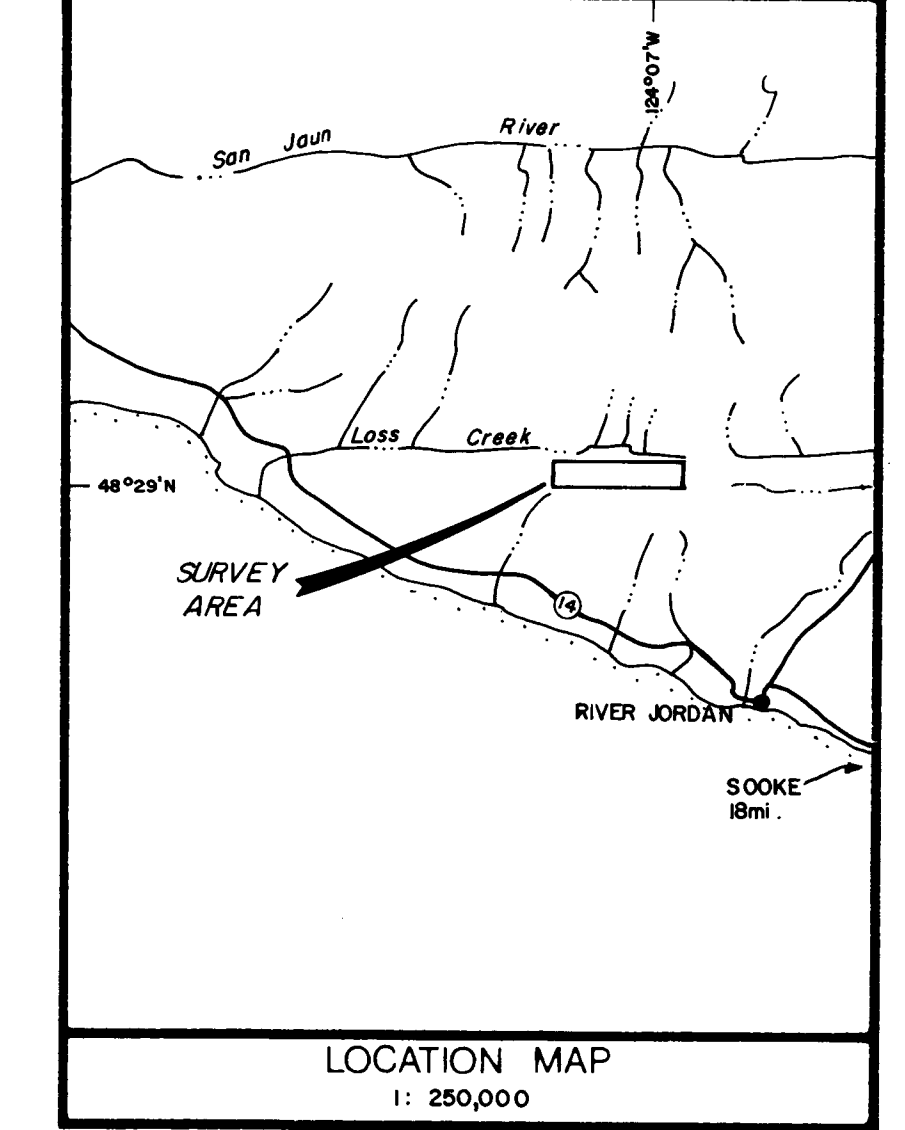 124°07'W
San Jaun River
Loss Creek
48°29'N
SURVEY
AREA
14
RIVER JORDAN
SOOKE
18mi.
LOCATION MAP
1: 250,000